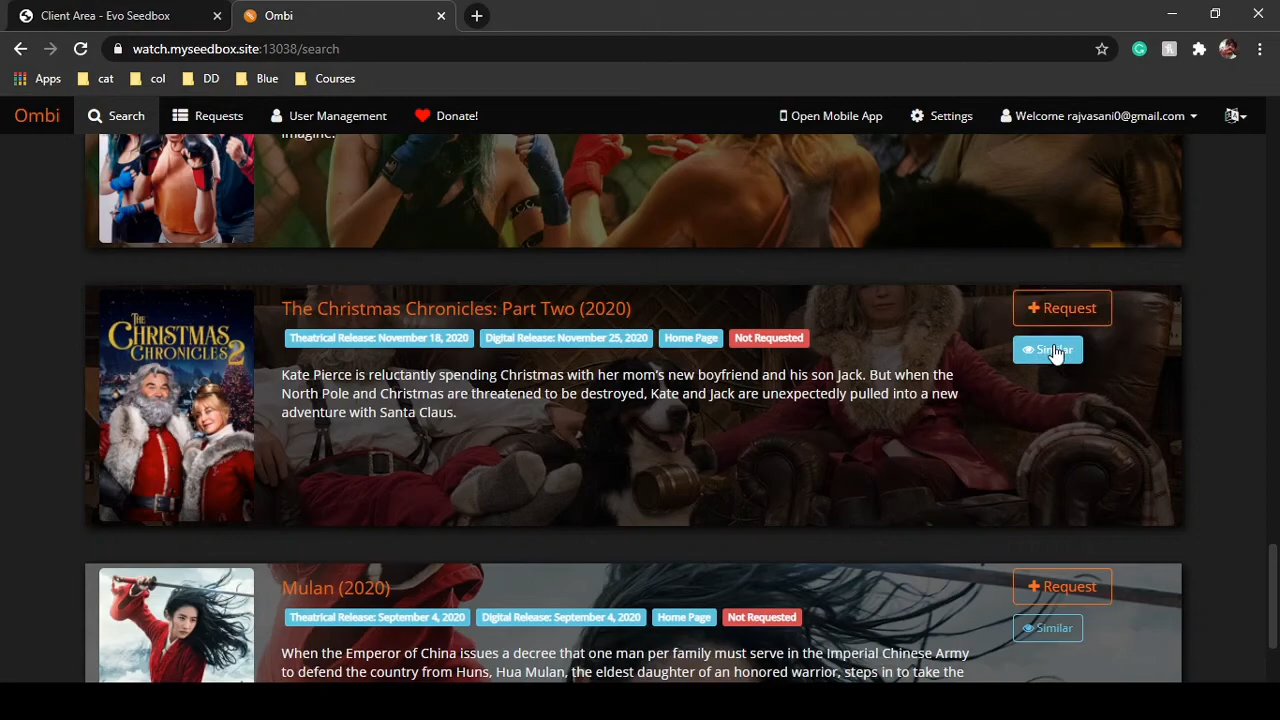 Client Area - Evo Seedbox
Ombi
watch.myseedbox.site:13038/search
Apps cat col DD Blue Courses
Ombi Search Requests User Management Donate! Open Mobile App Settings Welcome rajvasani0@gmail.com
imagine.
THE CHRISTMAS CHRONICLES 2
The Christmas Chronicles: Part Two (2020)
+ Request
Theatrical Release: November 18, 2020 Digital Release: November 25, 2020 Home Page Not Requested
Similar
Kate Pierce is reluctantly spending Christmas with her mom's new boyfriend and his son Jack. But when the
North Pole and Christmas are threatened to be destroyed, Kate and Jack are unexpectedly pulled into a new
adventure with Santa Claus.
Mulan (2020)
+ Request
Theatrical Release: September 4, 2020 Digital Release: September 4, 2020 Home Page Not Requested
Similar
When the Emperor of China issues a decree that one man per family must serve in the Imperial Chinese Army
to defend the country from Huns, Hua Mulan, the eldest daughter of an honored warrior, steps in to take the